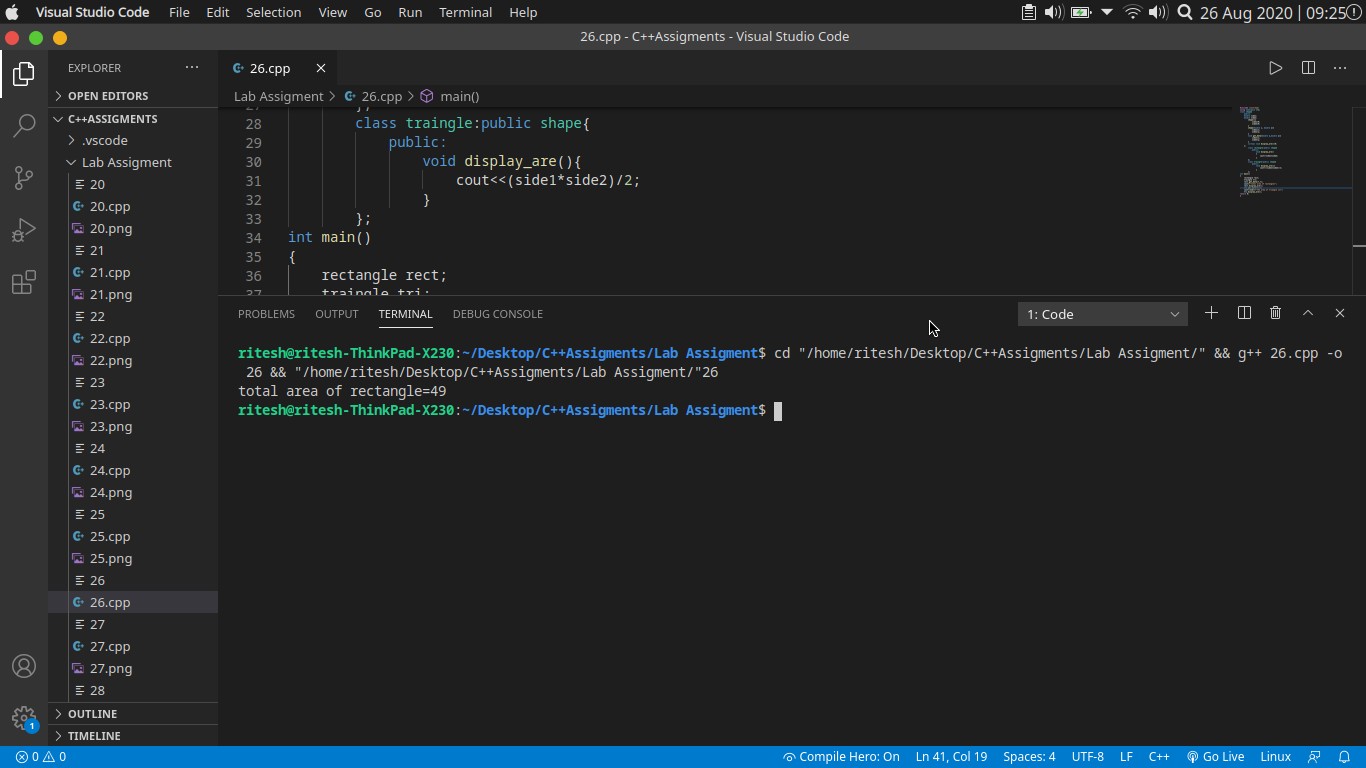 Visual Studio Code File Edit Selection View Go Run Terminal Help 26 Aug 2020 | 09:25
26.cpp - C++Assigments - Visual Studio Code
EXPLORER
OPEN EDITORS
C++ASSIGMENTS
.vscode
Lab Assigment
20
20.cpp
20.png
21
21.cpp
21.png
22
22.cpp
22.png
23
23.cpp
23.png
24
24.cpp
24.png
25
25.cpp
25.png
26
26.cpp
27
27.cpp
27.png
28
OUTLINE
TIMELINE
1
26.cpp
Lab Assigment > 26.cpp > main()
27 };
28 class traingle:public shape{
29 public:
30 void display_are(){
31 cout<<(side1*side2)/2;
32 }
33 };
34 int main()
35 {
36 rectangle rect;
37 traingle tri;
PROBLEMS OUTPUT TERMINAL DEBUG CONSOLE 1: Code
ritesh@ritesh-ThinkPad-X230:~/Desktop/C++Assigments/Lab Assigment$ cd "/home/ritesh/Desktop/C++Assigments/Lab Assigment/" && g++ 26.cpp -o
26 && "/home/ritesh/Desktop/C++Assigments/Lab Assigment/"26
total area of rectangle=49
ritesh@ritesh-ThinkPad-X230:~/Desktop/C++Assigments/Lab Assigment$
0 0 Compile Hero: On Ln 41, Col 19 Spaces: 4 UTF-8 LF C++ Go Live Linux